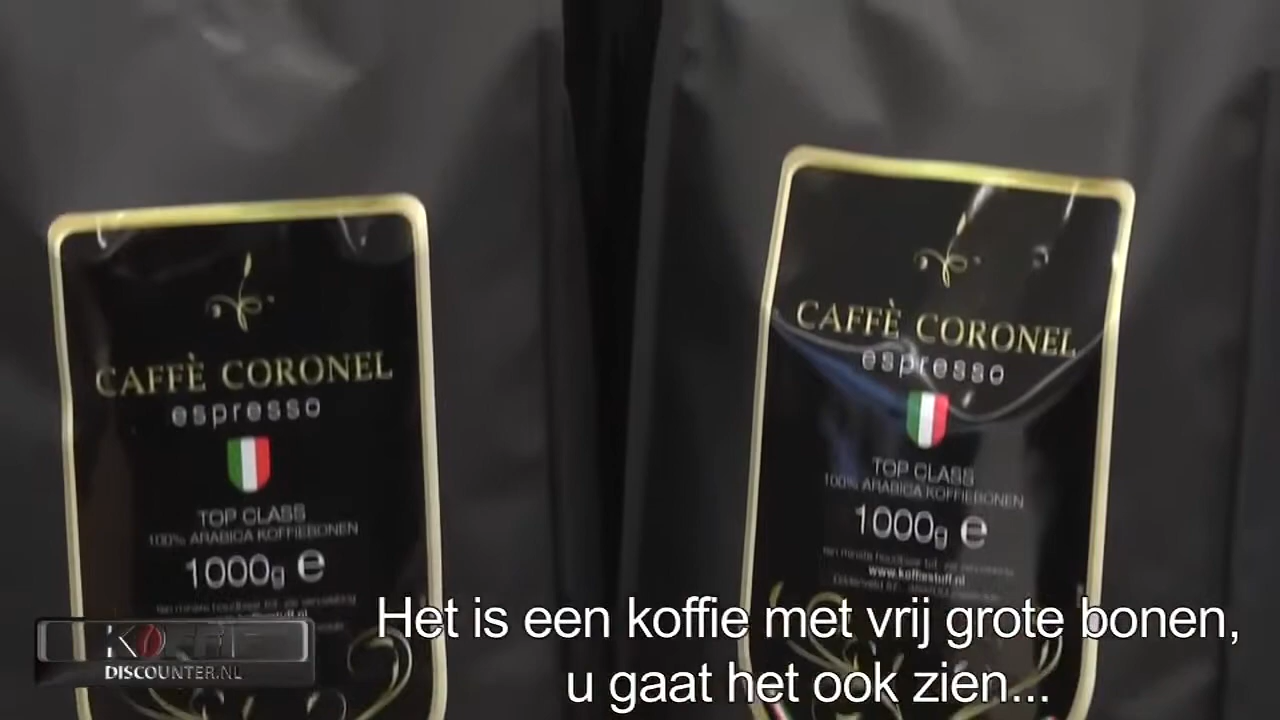 CAFFÈ CORONEL
espresso
TOP CLASS
100% ARABICA KOFFIEBONEN
1000g e
CAFFÈ CORONEL
espresso
TOP CLASS
100% ARABICA KOFFIEBONEN
1000g e
www.koffiestuff.nl
KOFFIE
DISCOUNTER.NL
Het is een koffie met vrij grote bonen,
u gaat het ook zien...